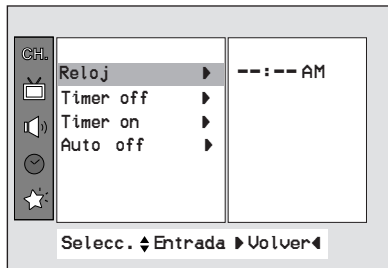 CH.
Reloj ▶ --:-- AM
Timer off ▶
Timer on ▶
Auto off ▶
Selecc. ▲▼ Entrada ▶ Volver ◀